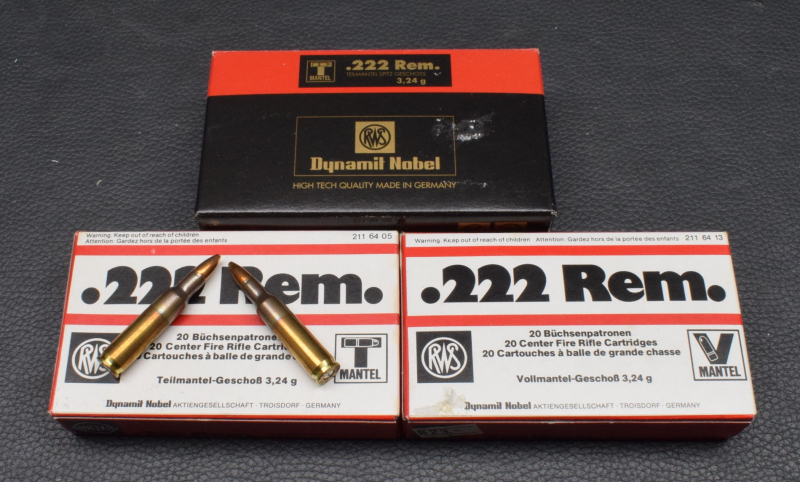 .222 Rem.
TEILMANTEL SPITZ GESCHOSS
T
MANTEL
3,24 g
RWS
Dynamit Nobel
HIGH TECH QUALITY MADE IN GERMANY
Warning. Keep out of reach of children
Attention: Gardez hors de la portée des enfants
211 64 05
.222 Rem.
20 Büchsenpatronen
20 Center Fire Rifle
20 Cartouches à balle de grande
RWS
T
MANTEL
Teilmantel-Geschoß 3,24 g
Dynamit Nobel AKTIENGESELLSCHAFT · TROISDORF · GERMANY
Warning. Keep out of reach of children Attention: Gardez hors de la portée des enfants 211 64 13
.222 Rem.
20 Büchsenpatronen
20 Center Fire Rifle Cartridges
20 Cartouches à balle de grande chasse
RWS
V
MANTEL
Vollmantel-Geschoß 3,24 g
Dynamit Nobel AKTIENGESELLSCHAFT · TROISDORF · GERMANY